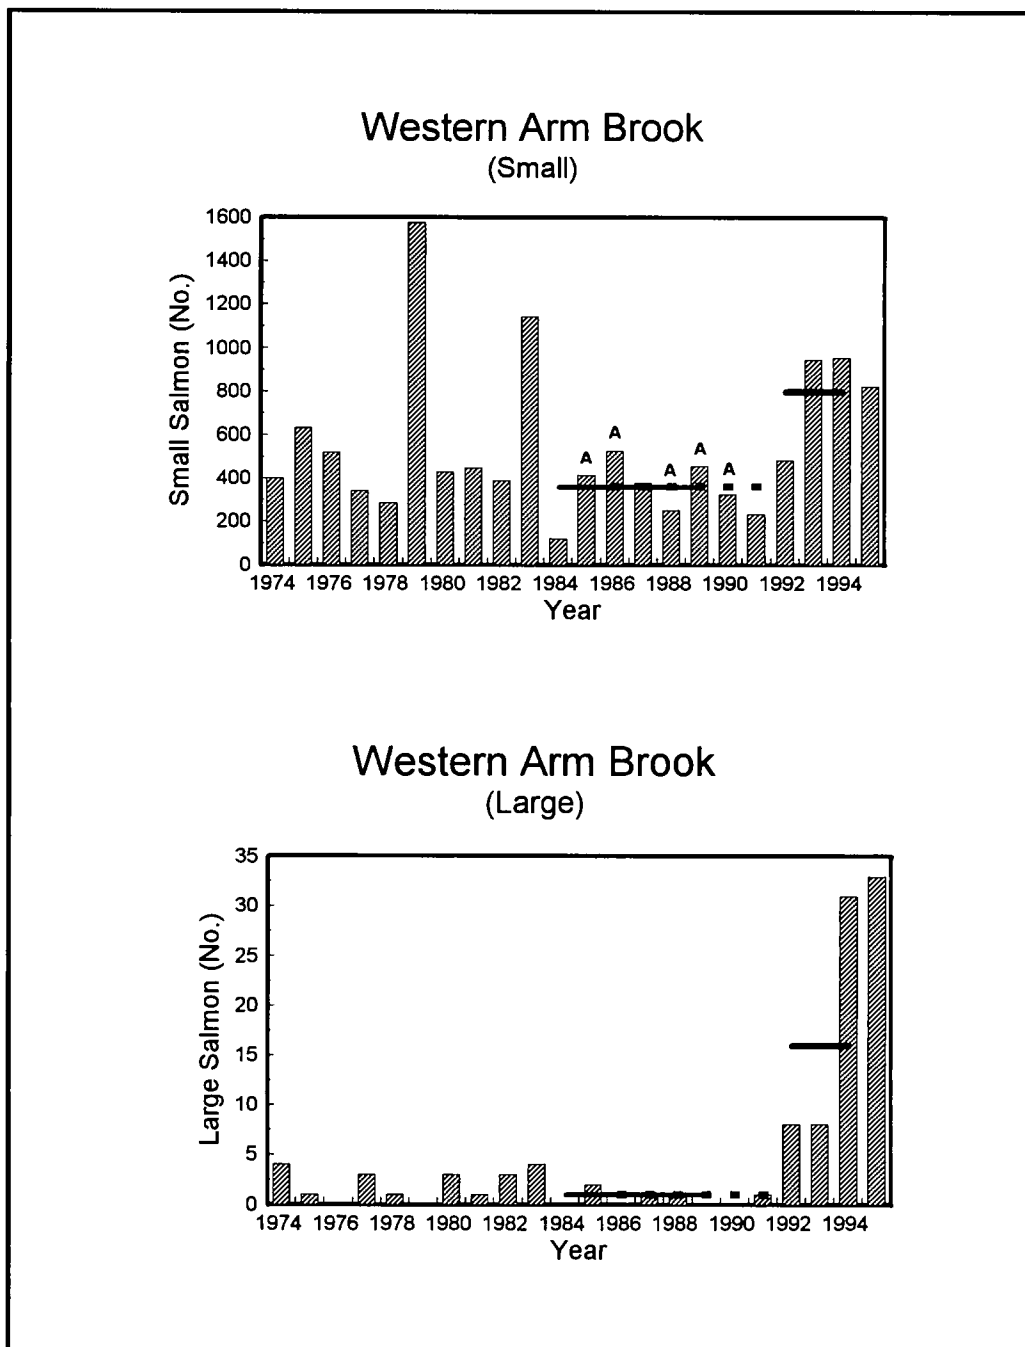 Western Arm Brook
(Small)
Small Salmon (No.)
1600
1400
1200
1000
800
600
400
200
0
A A A A A
1974 1976 1978 1980 1982 1984 1986 1988 1990 1992 1994
Year
Western Arm Brook
(Large)
Large Salmon (No.)
35
30
25
20
15
10
5
0
1974 1976 1978 1980 1982 1984 1986 1988 1990 1992 1994
Year